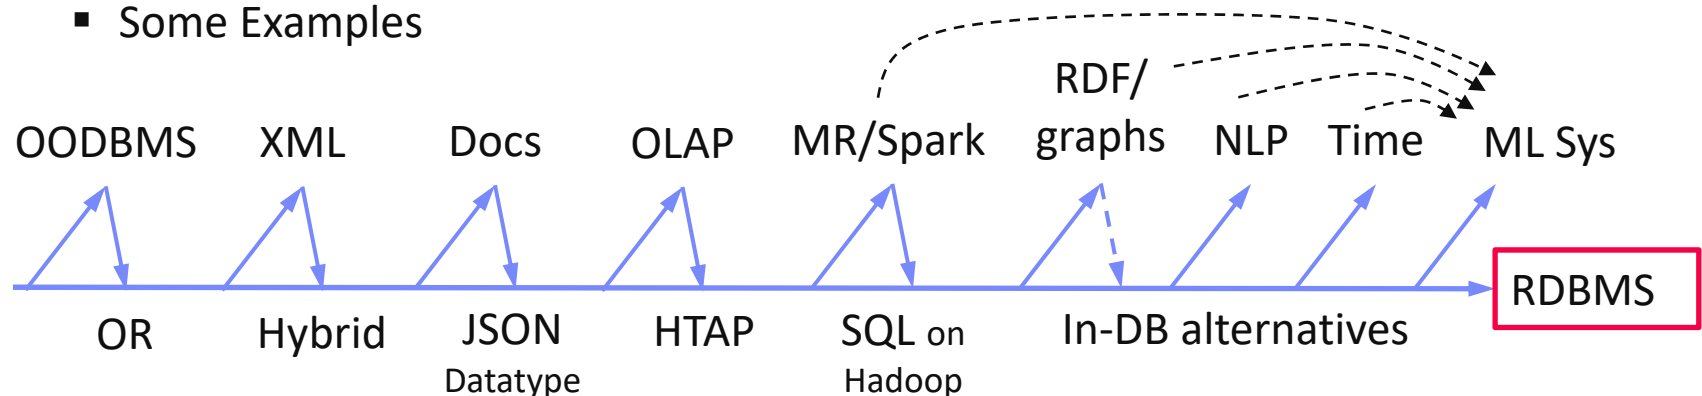 ▪ Some Examples
RDF/
OODBMS XML Docs OLAP MR/Spark graphs NLP Time ML Sys
RDBMS
OR Hybrid JSON HTAP SQL on In-DB alternatives
Datatype Hadoop